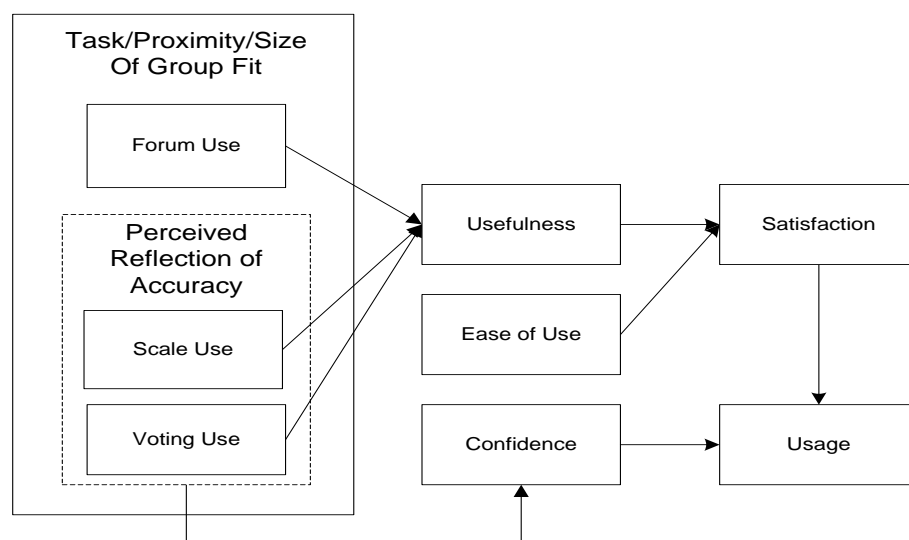 Task/Proximity/Size
Of Group Fit
Forum Use
Perceived
Reflection of
Accuracy
Scale Use
Voting Use
Usefulness
Ease of Use
Confidence
Satisfaction
Usage